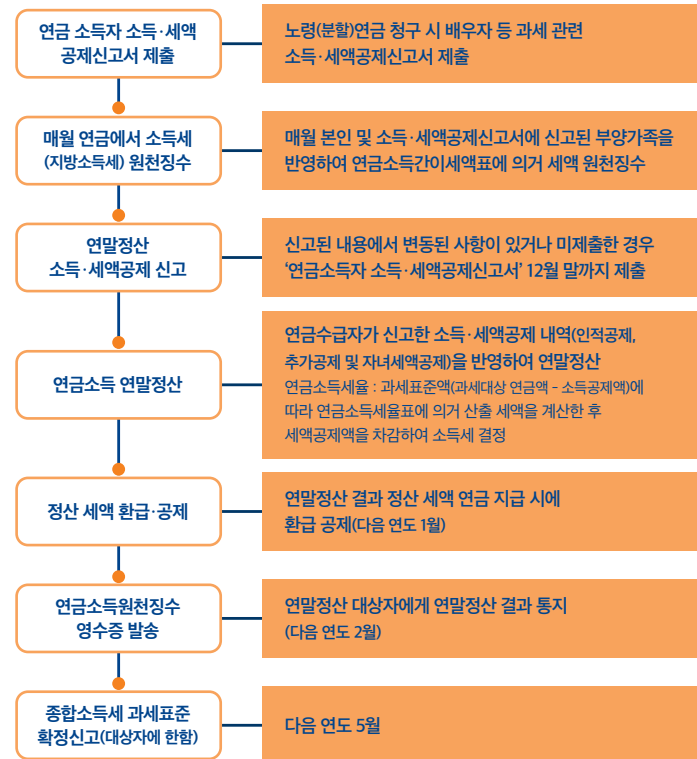 연금 소득자 소득·세액
공제신고서 제출
노령(분할)연금 청구 시 배우자 등 과세 관련
소득·세액공제신고서 제출
매월 연금에서 소득세
(지방소득세) 원천징수
매월 본인 및 소득·세액공제신고서에 신고된 부양가족을
반영하여 연금소득간이세액표에 의거 세액 원천징수
연말정산
소득·세액공제 신고
신고된 내용에서 변동된 사항이 있거나 미제출한 경우
‘연금소득자 소득·세액공제신고서’ 12월 말까지 제출
연금소득 연말정산
연금수급자가 신고한 소득·세액공제 내역(인적공제,
추가공제 및 자녀세액공제)을 반영하여 연말정산
연금소득세율 : 과세표준액(과세대상 연금액 - 소득공제액)에
따라 연금소득세율표에 의거 산출 세액을 계산한 후
세액공제액을 차감하여 소득세 결정
정산 세액 환급·공제
연말정산 결과 정산 세액 연금 지급 시에
환급 공제(다음 연도 1월)
연금소득원천징수
영수증 발송
연말정산 대상자에게 연말정산 결과 통지
(다음 연도 2월)
종합소득세 과세표준
확정신고(대상자에 한함)
다음 연도 5월